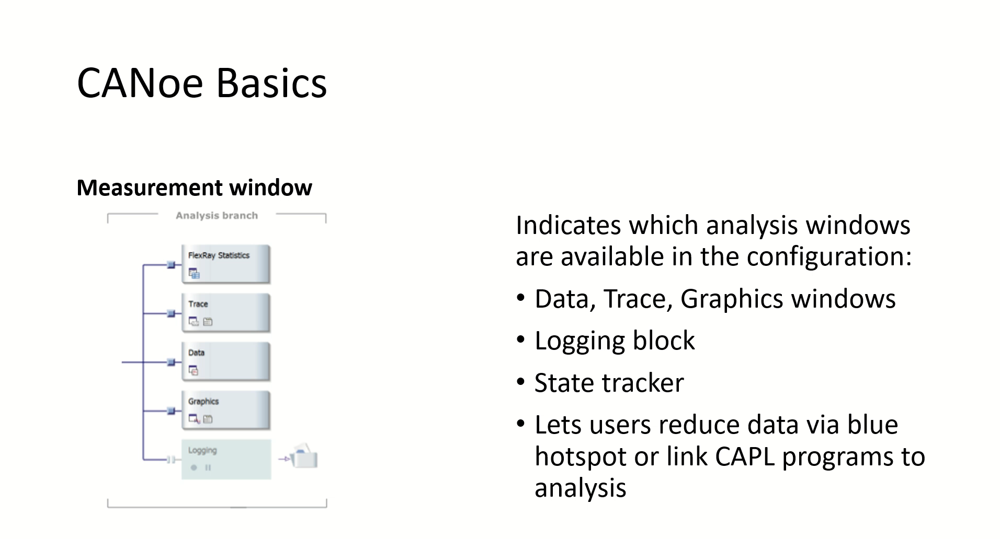 CANoe Basics
Measurement window
Analysis branch
FlexRay Statistics
Trace
Data
Graphics
Logging
Indicates which analysis windows
are available in the configuration:
• Data, Trace, Graphics windows
• Logging block
• State tracker
• Lets users reduce data via blue
hotspot or link CAPL programs to
analysis